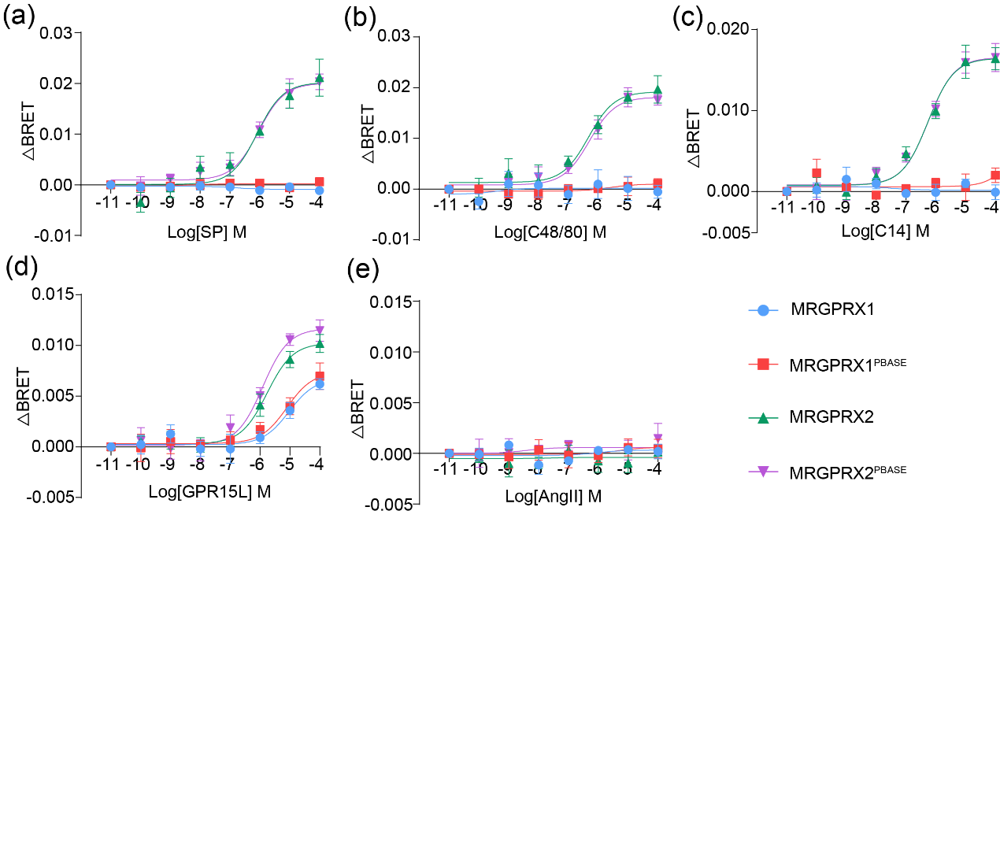 (a)
0.03
0.02
0.01
0.00
-0.01
△BRET
-11 -10 -9 -8 -7 -6 -5 -4
Log[SP] M
(b)
0.03
0.02
0.01
0.00
-0.01
△BRET
-11 -10 -9 -8 -7 -6 -5 -4
Log[C48/80] M
(c)
0.020
0.010
0.000
-0.005
△BRET
-11 -10 -9 -8 -7 -6 -5 -4
Log[C14] M
(d)
0.015
0.010
0.005
0.000
-0.005
△BRET
-11 -10 -9 -8 -7 -6 -5 -4
Log[GPR15L] M
(e)
0.015
0.010
0.005
0.000
-0.005
△BRET
-11 -10 -9 -8 -7 -6 -5 -4
Log[AngII] M
MRGPRX1
MRGPRX1PBASE
MRGPRX2
MRGPRX2PBASE